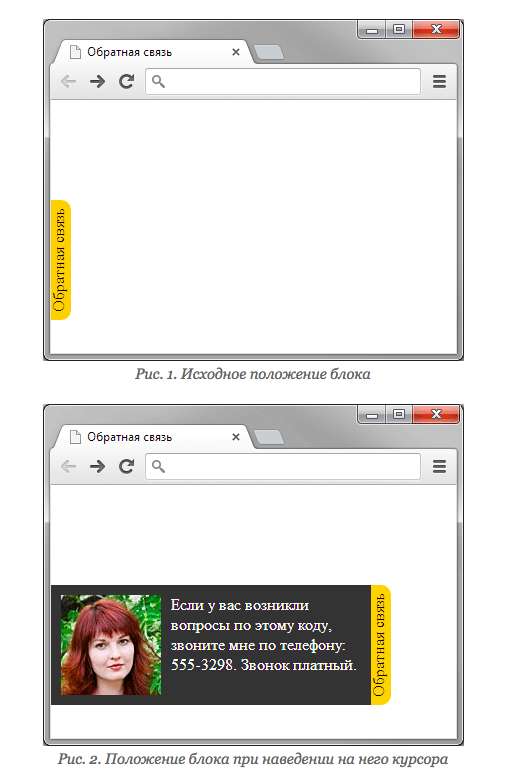 Обратная связь
Обратная связь
Рис. 1. Исходное положение блока
Обратная связь
Если у вас возникли
вопросы по этому коду,
звоните мне по телефону:
555-3298. Звонок платный.
Обратная связь
Рис. 2. Положение блока при наведении на него курсора